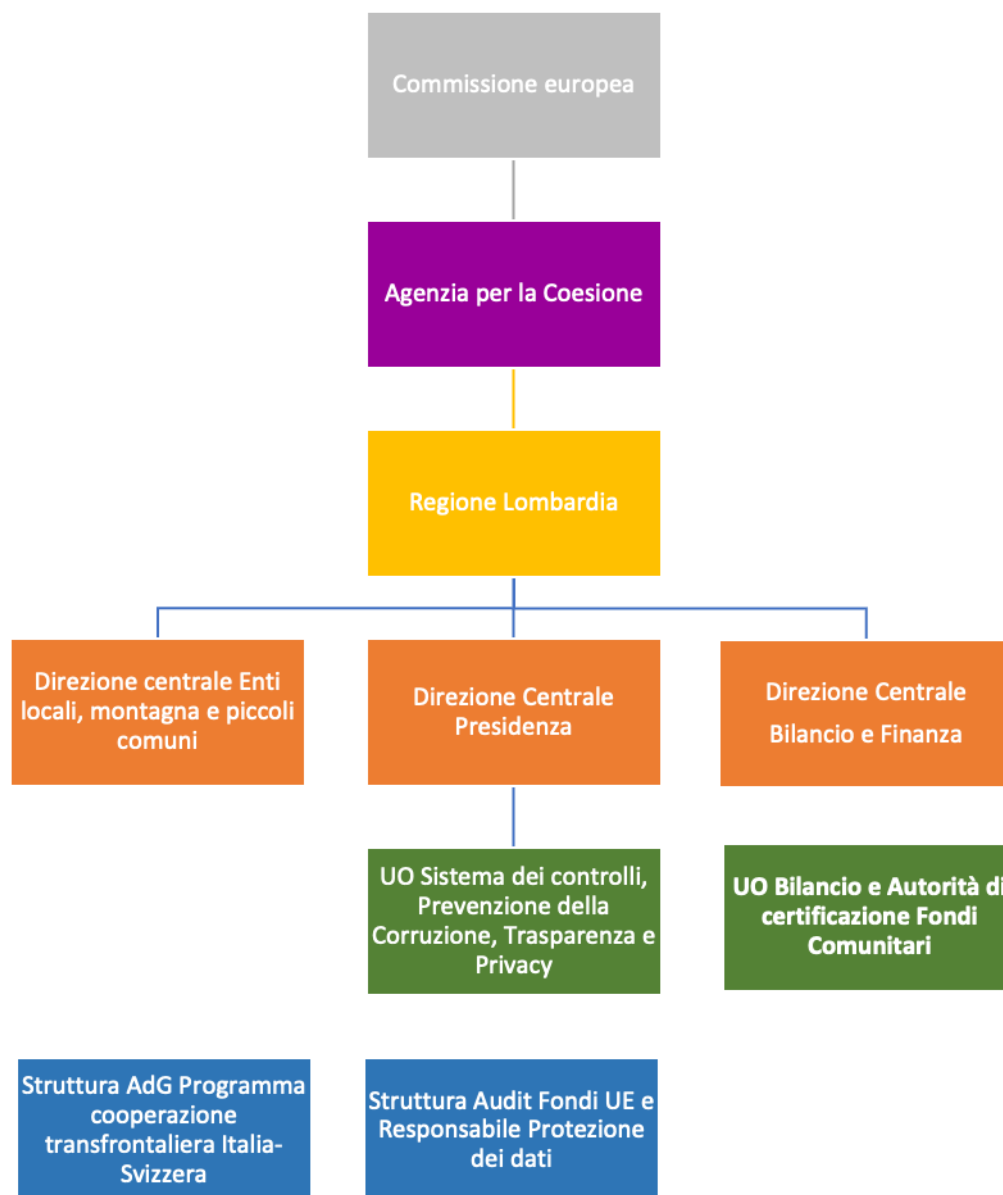 Commissione europea
Agenzia per la Coesione
Regione Lombardia
Direzione centrale Enti
locali, montagna e piccoli
comuni
Direzione Centrale
Presidenza
Direzione Centrale
Bilancio e Finanza
UO Sistema dei controlli,
Prevenzione della
Corruzione, Trasparenza e
Privacy
UO Bilancio e Autorità di
certificazione Fondi
Comunitari
Struttura AdG Programma
cooperazione
transfrontaliera Italia-
Svizzera
Struttura Audit Fondi UE e
Responsabile Protezione
dei dati